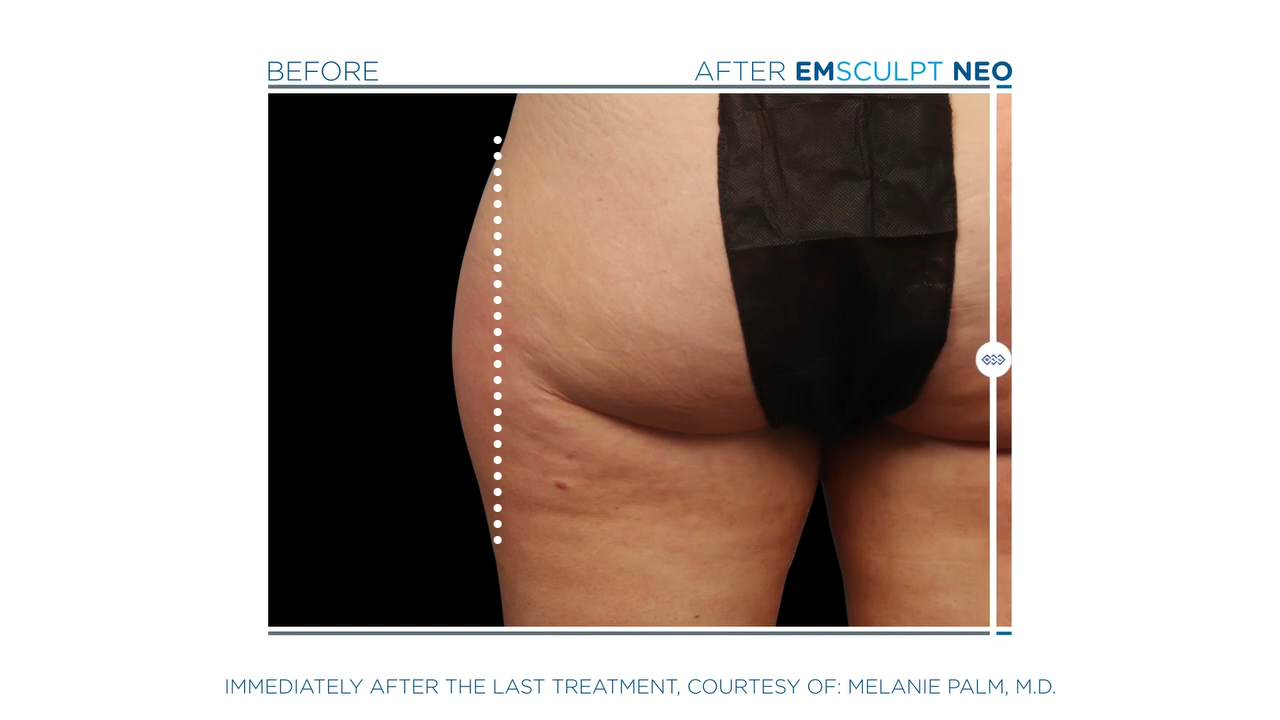 BEFORE
AFTER EMSCULPT NEO
IMMEDIATELY AFTER THE LAST TREATMENT, COURTESY OF: MELANIE PALM, M.D.